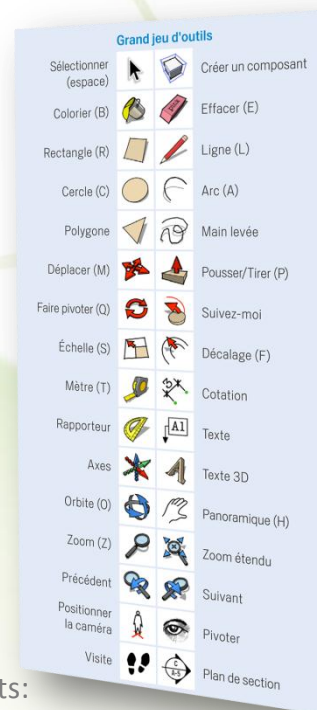 Grand jeu d'outils
Sélectionner
(espace)
Créer un composant
Colorier (B)
Effacer (E)
Rectangle (R)
Ligne (L)
Cercle (C)
Arc (A)
Polygone
Main levée
Déplacer (M)
Pousser/Tirer (P)
Faire pivoter (Q)
Suivez-moi
Échelle (S)
Décalage (F)
Mètre (T)
3
Cotation
Rapporteur
A1
Texte
Axes
Texte 3D
Orbite (O)
Panoramique (H)
Zoom (Z)
Zoom étendu
Précédent
Suivant
Positionner
la caméra
Pivoter
Visite
C
A-5
Plan de section
ts: